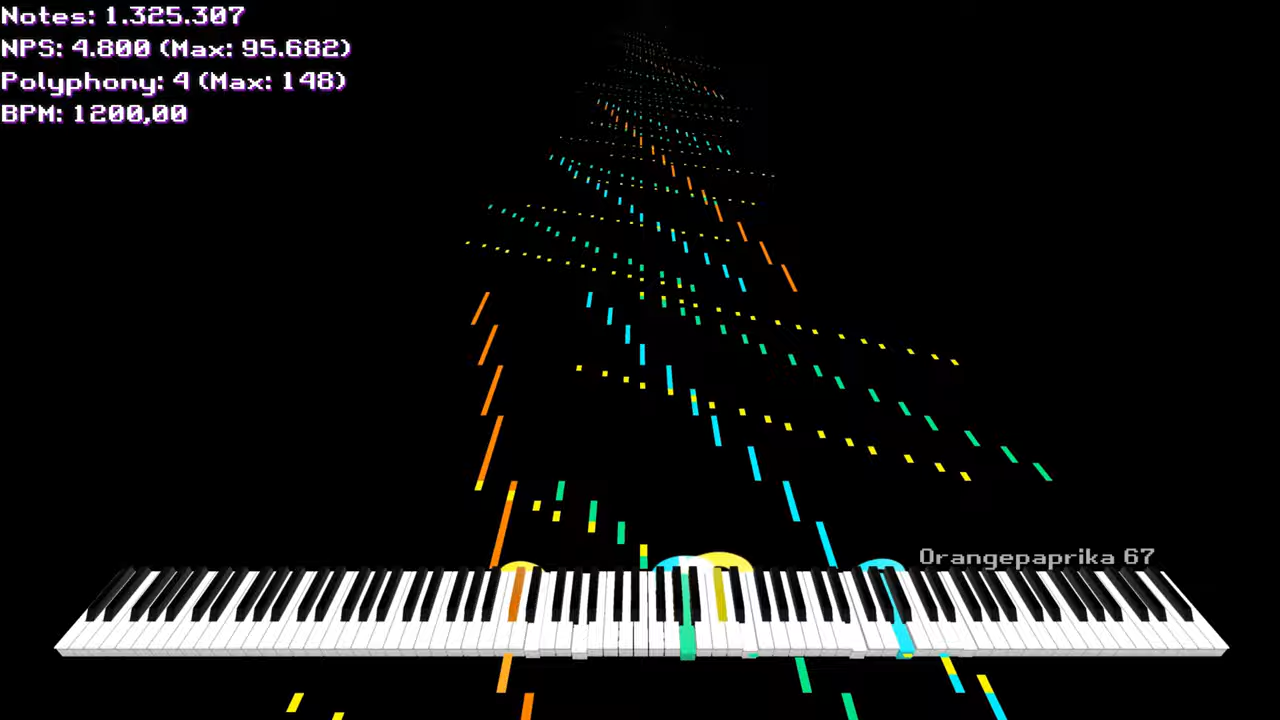 Notes: 1.325.307
NPS: 4.800 (Max: 95.682)
Polyphony: 4 (Max: 148)
BPM: 1200,00
Orangepaprika 67